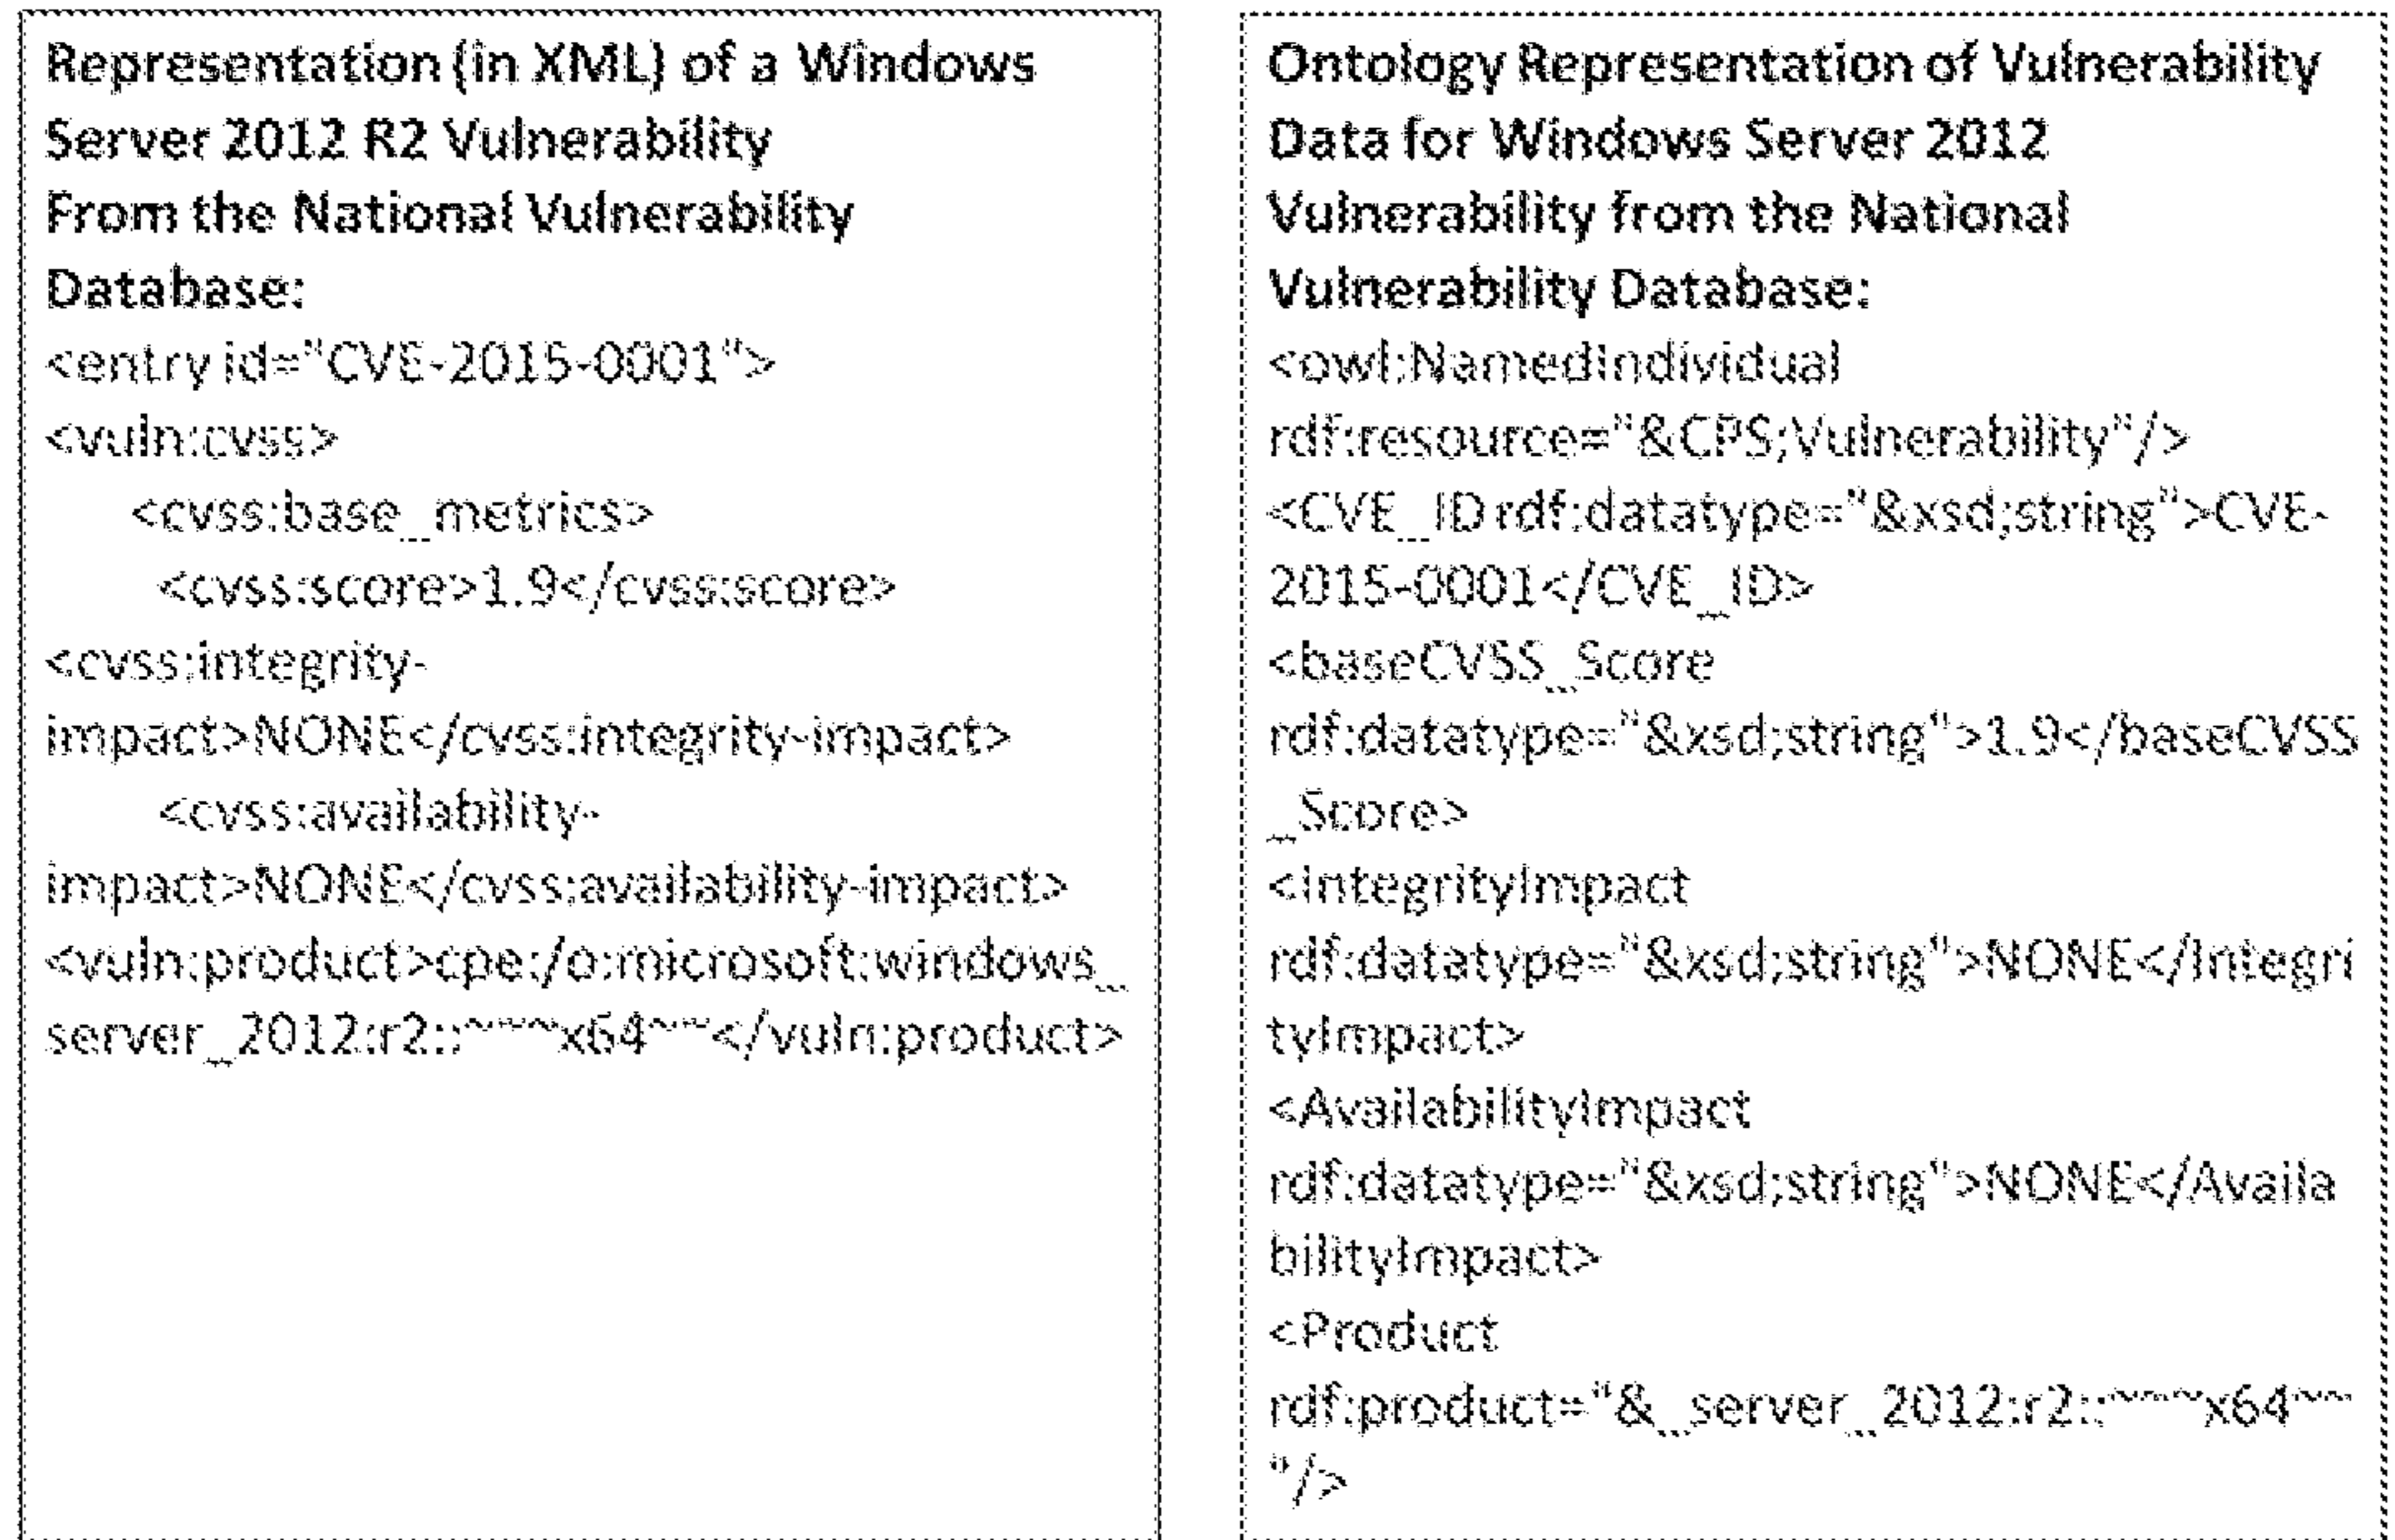 Representation (in XML) of a Windows
Server 2012 R2 Vulnerability
From the National Vulnerability
Database:
<entry id="CVE-2015-0001">
<vuln:cvss>
<cvss:base_metrics>
<cvss:score>1.9</cvss:score>
<cvss:integrity-
impact>NONE</cvss:integrity-impact>
<cvss:availability-
impact>NONE</cvss:availability-impact>
<vuln:product>cpe:/o:microsoft:windows_
server_2012:r2::~~~x64~~</vuln:product>
Ontology Representation of Vulnerability
Data for Windows Server 2012
Vulnerability from the National
Vulnerability Database:
<owl:NamedIndividual
rdf:resource="&CPS;Vulnerability"/>
<CVE_ID rdf:datatype="&xsd;string">CVE-
2015-0001</CVE_ID>
<baseCVSS_Score
rdf:datatype="&xsd;string">1.9</baseCVSS
_Score>
<IntegrityImpact
rdf:datatype="&xsd;string">NONE</Integri
tyImpact>
<AvailabilityImpact
rdf:datatype="&xsd;string">NONE</Availa
bilityImpact>
<Product
rdf:product="&_server_2012:r2::~~~x64~~
"/>